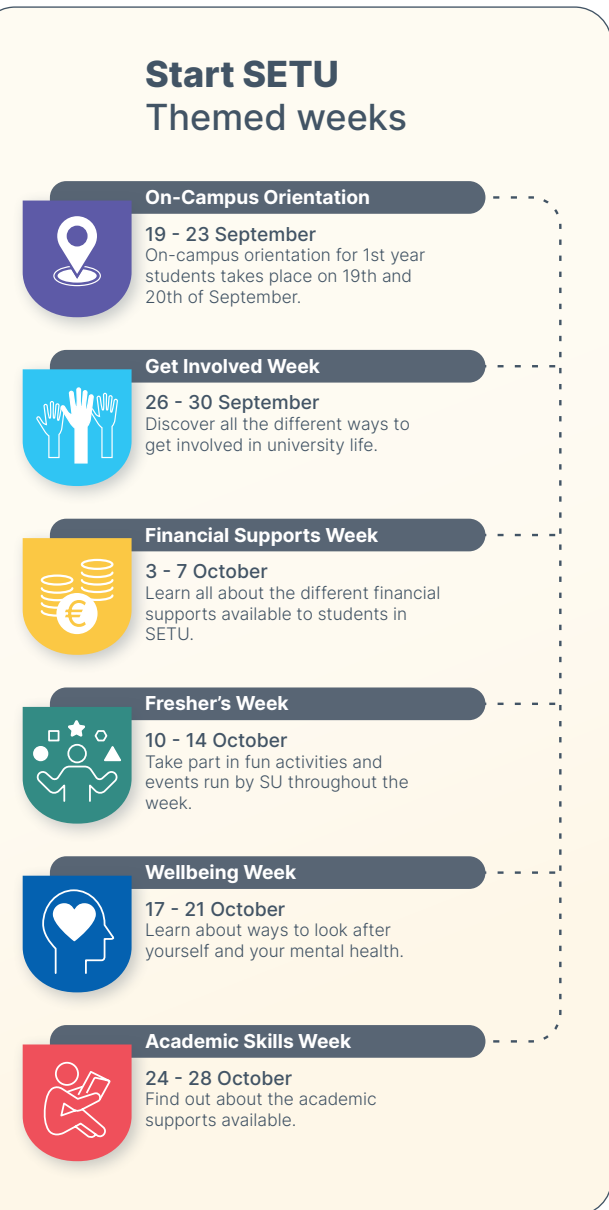 Start SETU
Themed weeks
On-Campus Orientation
19 - 23 September
On-campus orientation for 1st year
students takes place on 19th and
20th of September.
Get Involved Week
26 - 30 September
Discover all the different ways to
get involved in university life.
Financial Supports Week
3 - 7 October
Learn all about the different financial
supports available to students in
SETU.
€
Fresher's Week
10 - 14 October
Take part in fun activities and
events run by SU throughout the
week.
Wellbeing Week
17 - 21 October
Learn about ways to look after
yourself and your mental health.
Academic Skills Week
24 - 28 October
Find out about the academic
supports available.